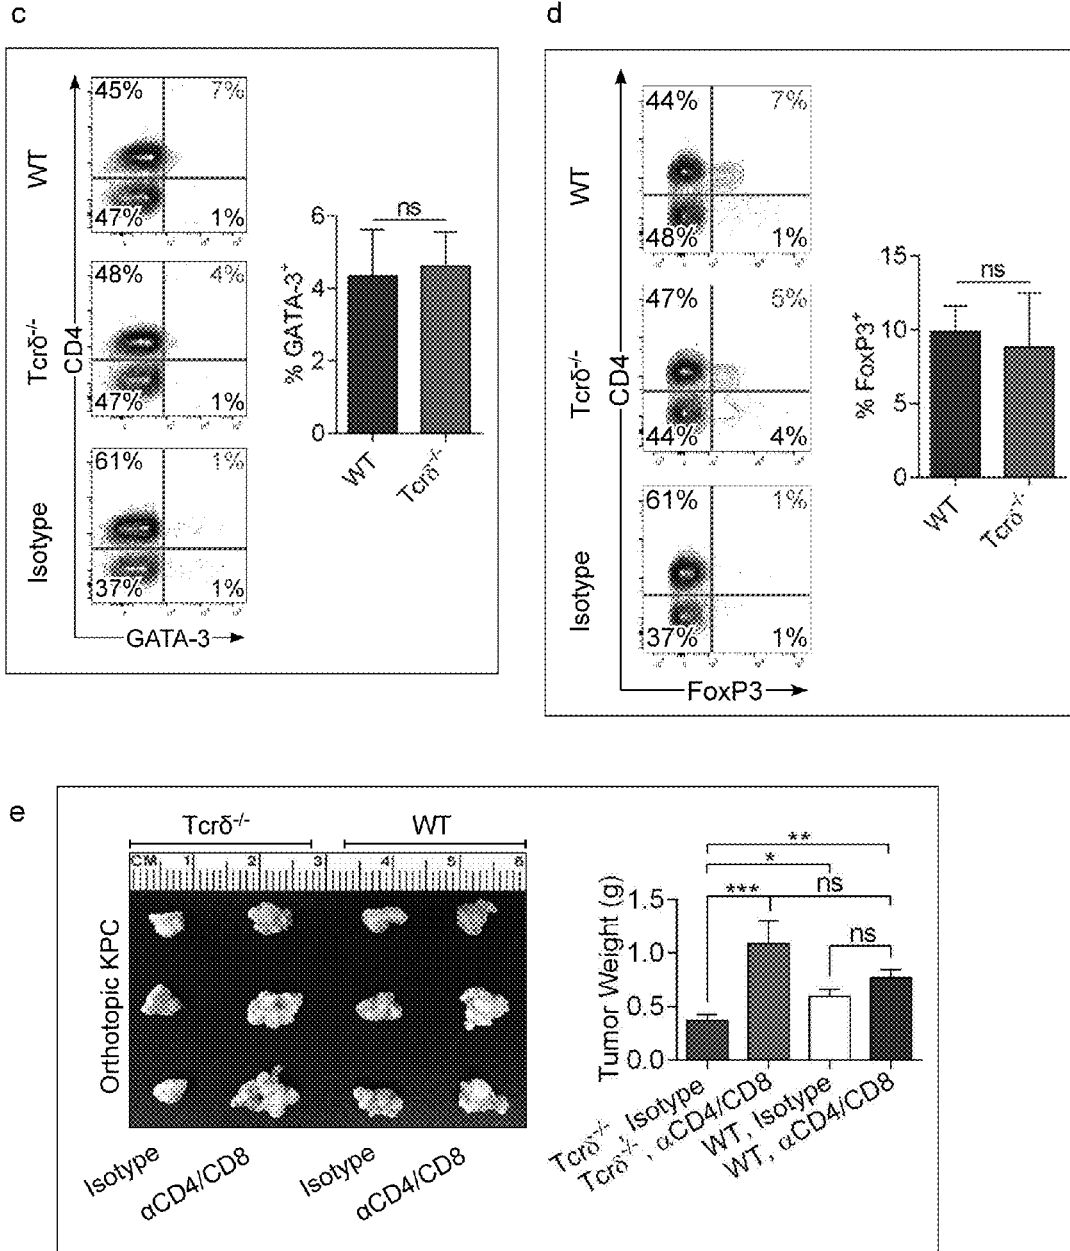 c
WT
Tcrδ-/-
Isotype
CD4
45%
7%
47%
1%
48%
4%
47%
1%
61%
1%
37%
1%
GATA-3
% GATA-3+
6
4
2
0
ns
WT
Tcrδ-/-
d
WT
Tcrδ-/-
Isotype
CD4
44%
7%
48%
1%
47%
44%
4%
61%
1%
37%
1%
FoxP3
% FoxP3+
15
10
5
0
ns
WT
Tcrδ-/-
e
Tcrδ-/-
WT
CM 1 2 3 4 5 6
Orthotopic KPC
Isotype
αCD4/CD8
Isotype
αCD4/CD8
Tumor Weight (g)
1.5
1.0
0.5
0.0
**
*
***
ns
ns
Tcrδ-/-, Isotype
Tcrδ-/-, αCD4/CD8
WT, Isotype
WT, αCD4/CD8